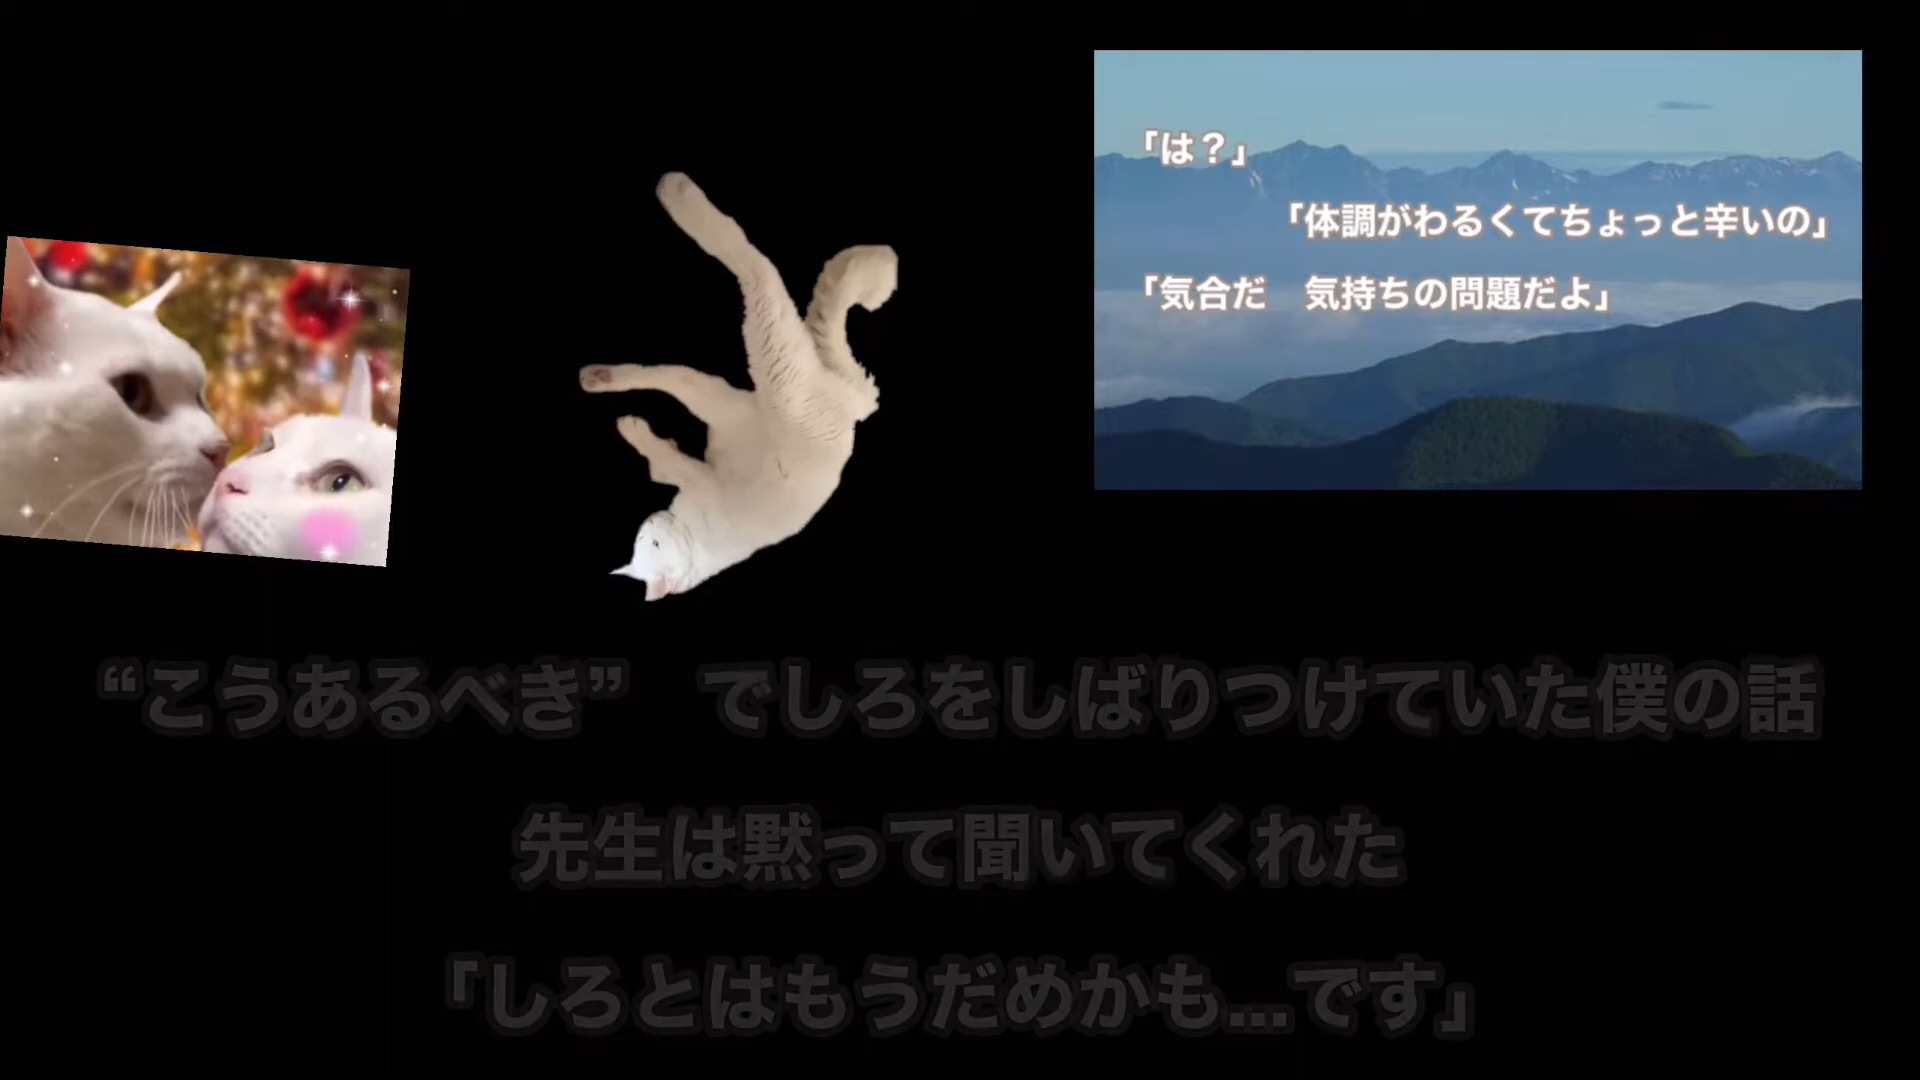 「は？」
「体調がわるくてちょっと辛いの」
「気合だ　気持ちの問題だよ」
“こうあるべき”　でしろをしばりつけていた僕の話
先生は黙って聞いてくれた
「しろとはもうだめかも...です」